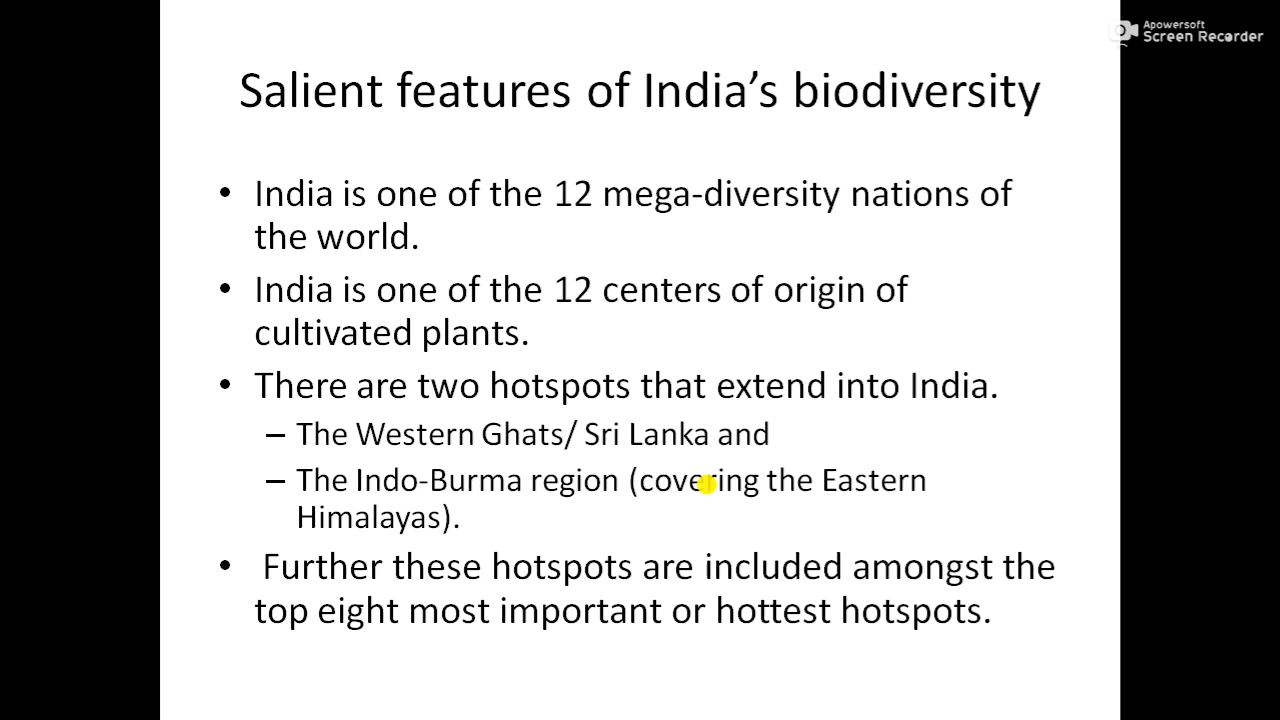 Apowersoft
Screen Recorder
Salient features of India’s biodiversity
• India is one of the 12 mega-diversity nations of
the world.
• India is one of the 12 centers of origin of
cultivated plants.
• There are two hotspots that extend into India.
– The Western Ghats/ Sri Lanka and
– The Indo-Burma region (covering the Eastern
Himalayas).
• Further these hotspots are included amongst the
top eight most important or hottest hotspots.